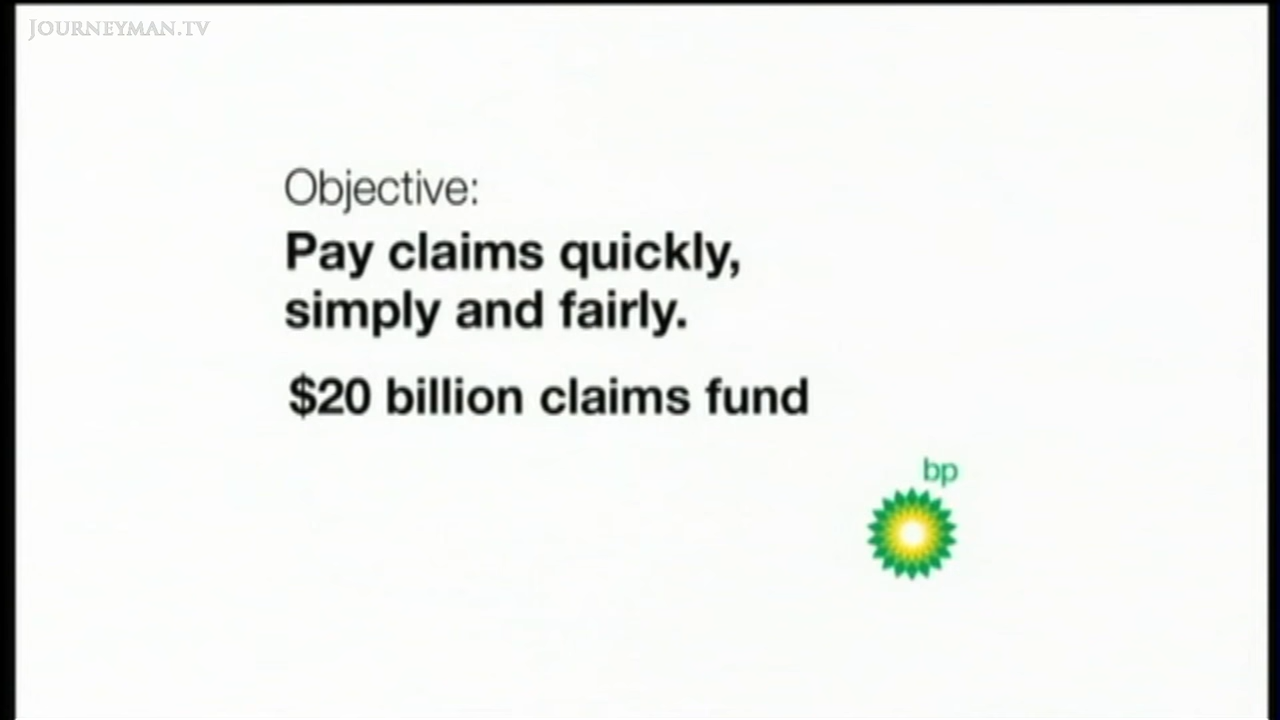 JOURNEYMAN.TV
Objective:
Pay claims quickly,
simply and fairly.
$20 billion claims fund
bp